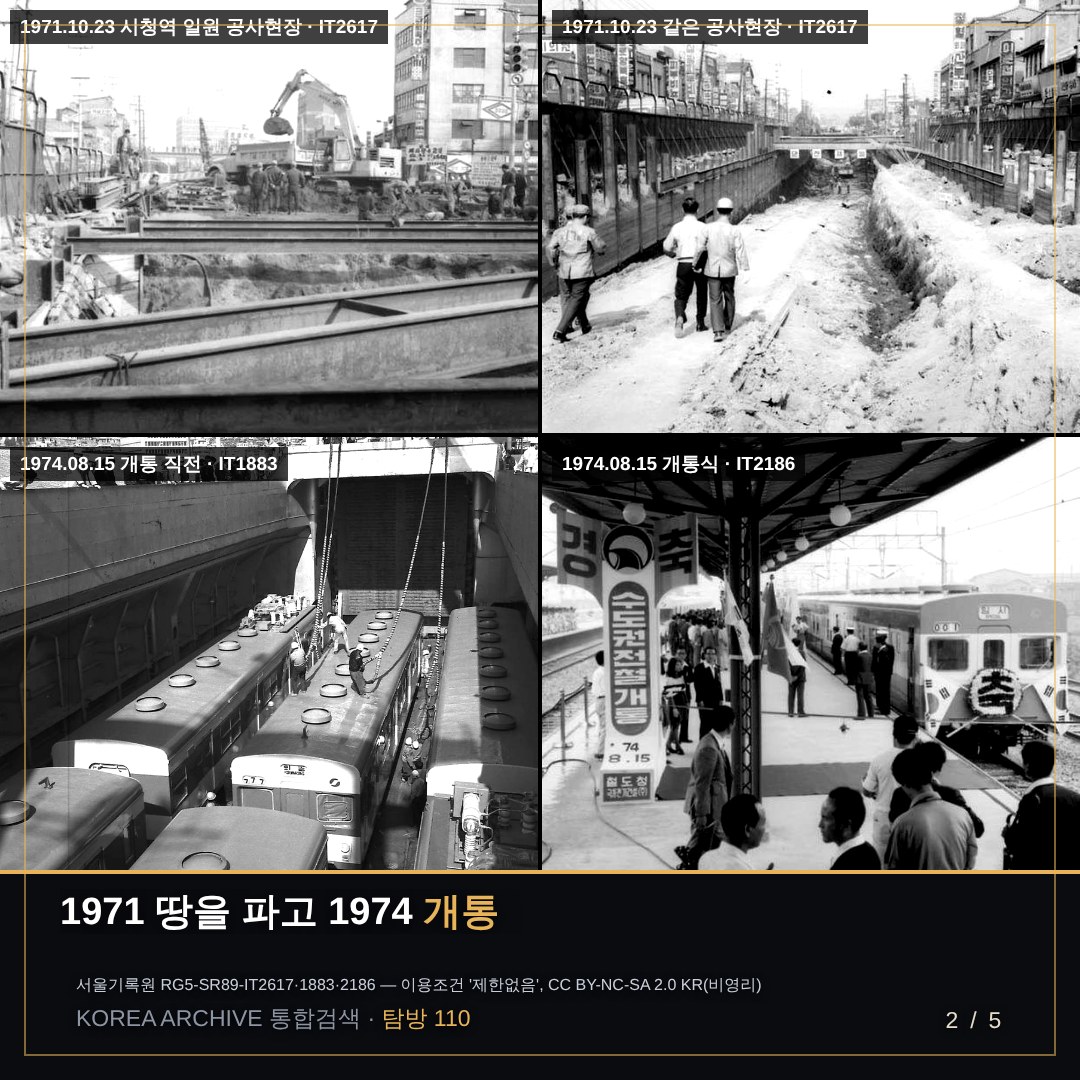 1971.10.23 시청역 일원 공사현장 · IT2617
1971.10.23 같은 공사현장 · IT2617
1974.08.15 개통 직전 · IT1883
1974.08.15 개통식 · IT2186
경축
수도권전철개통
'74
8.15
철도청
001
축
1971 땅을 파고 1974 개통
서울기록원 RG5-SR89-IT2617·1883·2186 — 이용조건 '제한없음', CC BY-NC-SA 2.0 KR(비영리)
KOREA ARCHIVE 통합검색 · 탐방 110
2 / 5